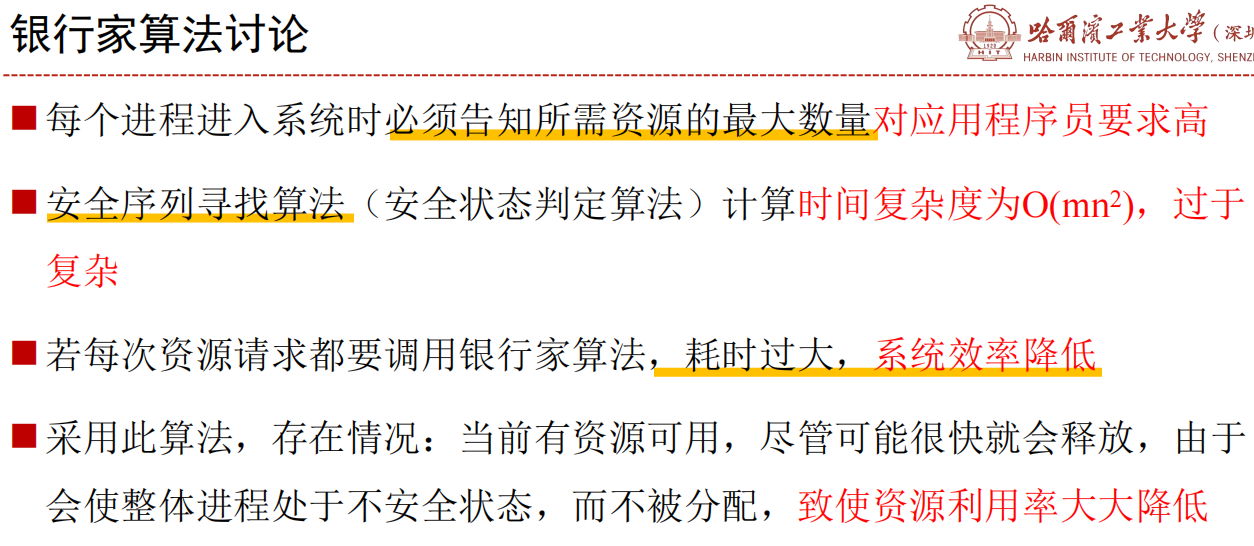 银行家算法讨论
哈尔滨工业大学（深圳
HARBIN INSTITUTE OF TECHNOLOGY, SHENZ
1920
HIT
每个进程进入系统时必须告知所需资源的最大数量对应用程序员要求高
安全序列寻找算法（安全状态判定算法）计算时间复杂度为O(mn²)，过于
复杂
若每次资源请求都要调用银行家算法，耗时过大，系统效率降低
采用此算法，存在情况：当前有资源可用，尽管可能很快就会释放，由于
会使整体进程处于不安全状态，而不被分配，致使资源利用率大大降低